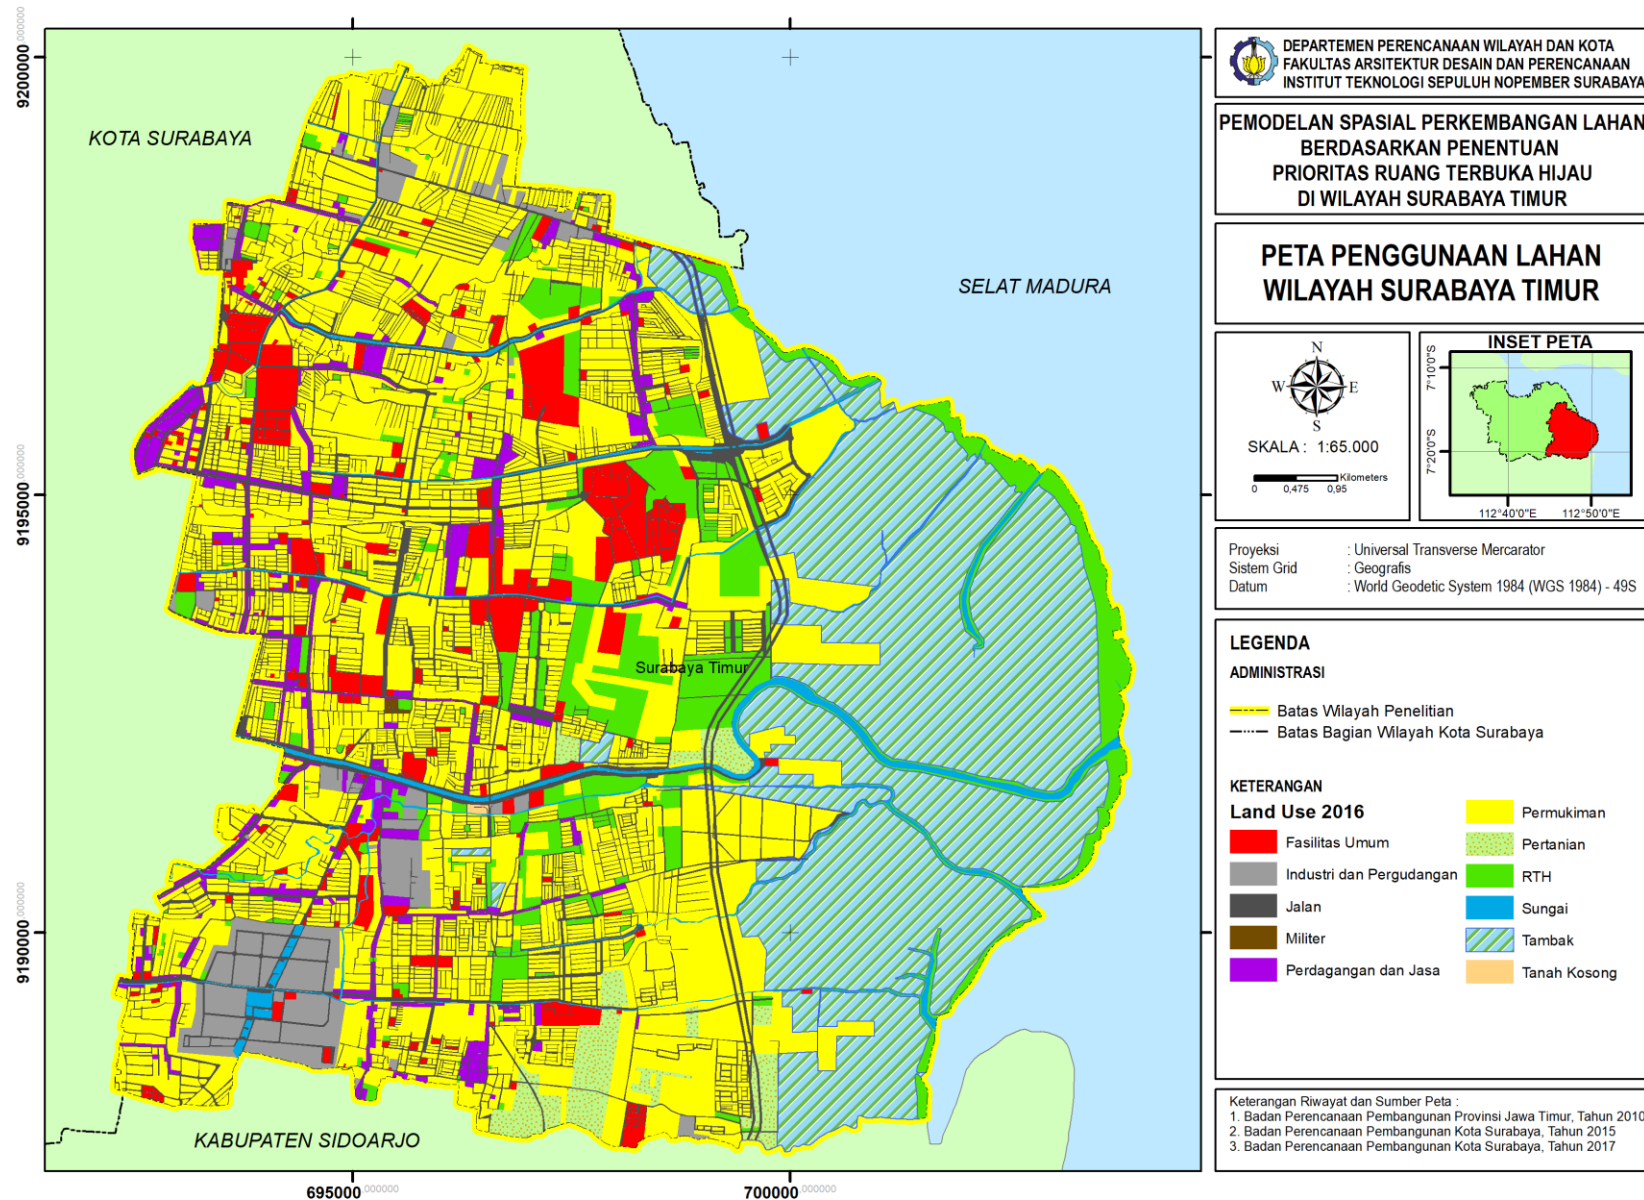 9200000,000000
9195000,000000
9190000,000000
695000,000000
700000,000000
KOTA SURABAYA
SELAT MADURA
Surabaya Timur
KABUPATEN SIDOARJO
DEPARTEMEN PERENCANAAN WILAYAH DAN KOTA
FAKULTAS ARSITEKTUR DESAIN DAN PERENCANAAN
INSTITUT TEKNOLOGI SEPULUH NOPEMBER SURABAYA
PEMODELAN SPASIAL PERKEMBANGAN LAHAN
BERDASARKAN PENENTUAN
PRIORITAS RUANG TERBUKA HIJAU
DI WILAYAH SURABAYA TIMUR
PETA PENGGUNAAN LAHAN
WILAYAH SURABAYA TIMUR
N
W E
S
SKALA : 1:65.000
Kilometers
0 0,475 0,95
INSET PETA
7°10'0"S
7°20'0"S
112°40'0"E 112°50'0"E
Proyeksi : Universal Transverse Mercarator
Sistem Grid : Geografis
Datum : World Geodetic System 1984 (WGS 1984) - 49S
LEGENDA
ADMINISTRASI
Batas Wilayah Penelitian
Batas Bagian Wilayah Kota Surabaya
KETERANGAN
Land Use 2016
Fasilitas Umum
Industri dan Pergudangan
Jalan
Militer
Perdagangan dan Jasa
Permukiman
Pertanian
RTH
Sungai
Tambak
Tanah Kosong
Keterangan Riwayat dan Sumber Peta :
1. Badan Perencanaan Pembangunan Provinsi Jawa Timur, Tahun 2010
2. Badan Perencanaan Pembangunan Kota Surabaya, Tahun 2015
3. Badan Perencanaan Pembangunan Kota Surabaya, Tahun 2017